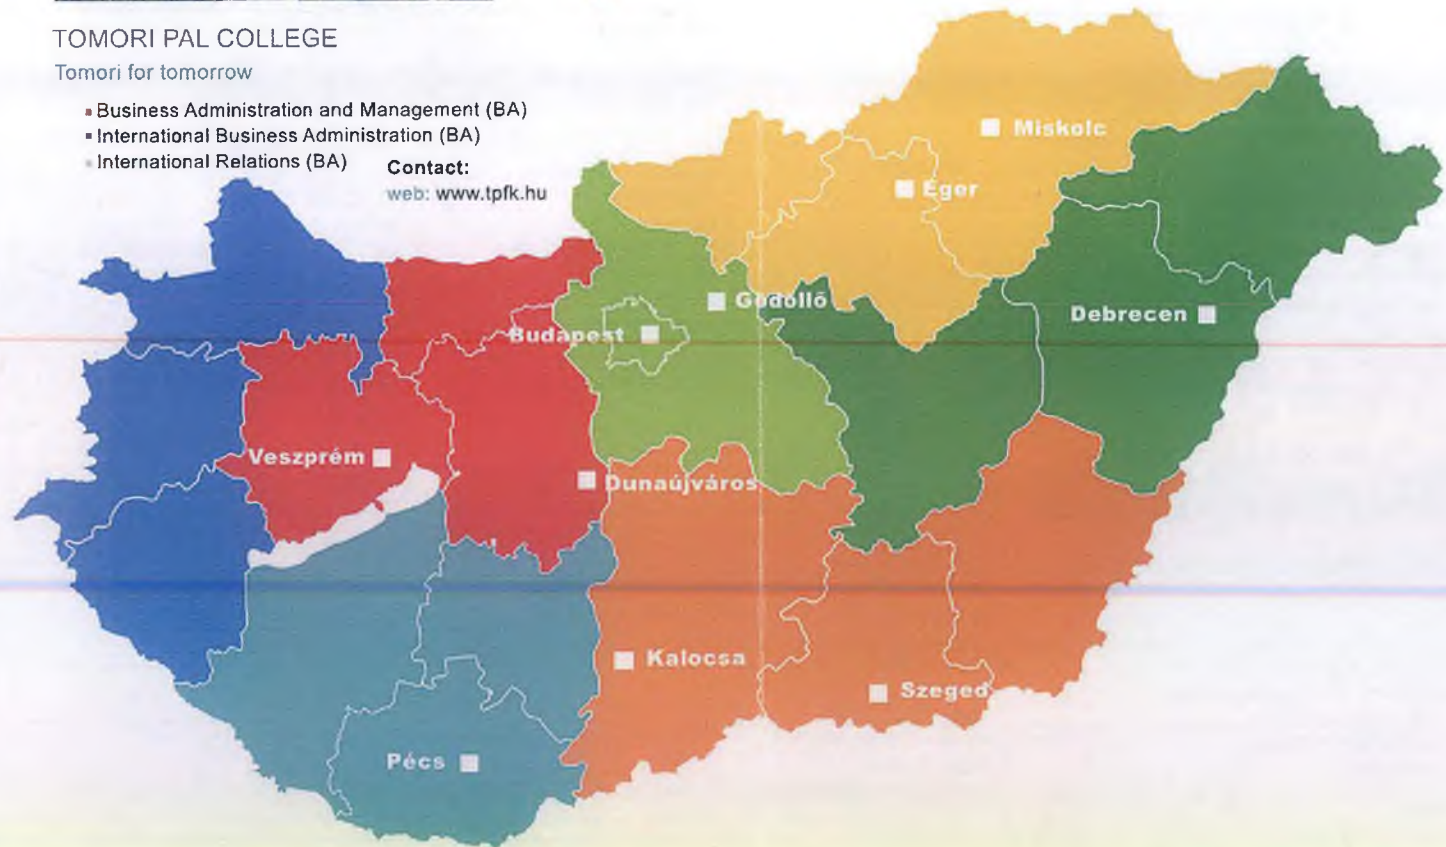 TOMORI PAL COLLEGE
Tomori for tomorrow
Business Administration and Management (BA)
International Business Administration (BA)
International Relations (BA)
Contact:
web: www.tpfk.hu
Miskolc
Eger
Gödöllő
Budapest
Debrecen
Veszprém
Dunaújváros
Kalocsa
Szeged
Pécs